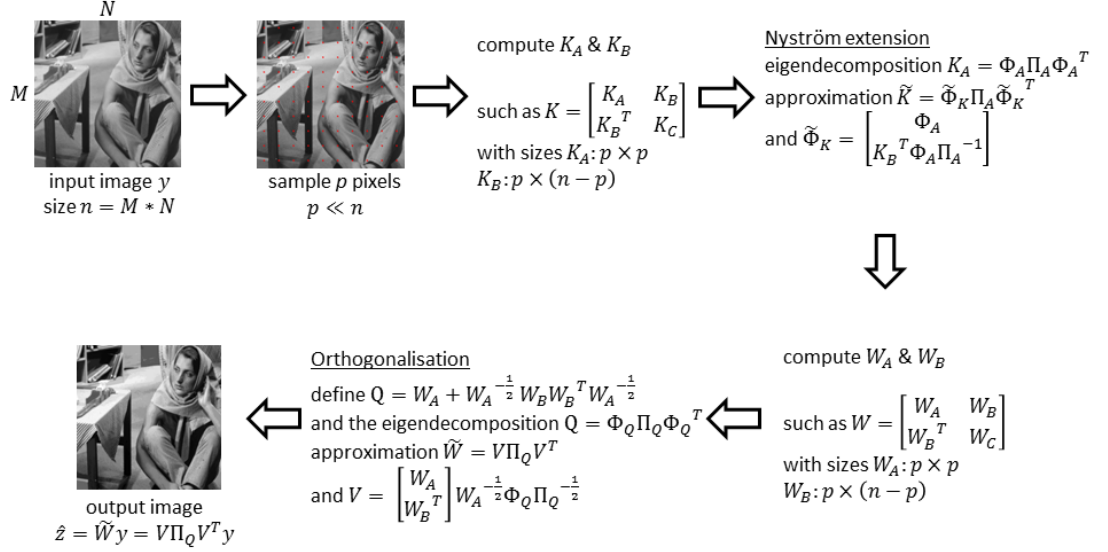 N
M
input image y
size n = M * N
sample p pixels
p ≪ n
compute K_A & K_B
such as K = [K_A K_B; K_B^T K_C]
with sizes K_A: p × p
K_B: p × (n − p)
Nyström extension
eigendecomposition K_A = Φ_A Π_A Φ_A^T
approximation K̃ = Φ̃_K Π_A Φ̃_K^T
and Φ̃_K = [Φ_A; K_B^T Φ_A Π_A^{-1}]
compute W_A & W_B
such as W = [W_A W_B; W_B^T W_C]
with sizes W_A: p × p
W_B: p × (n − p)
Orthogonalisation
define Q = W_A + W_A^{-1/2} W_B W_B^T W_A^{-1/2}
and the eigendecomposition Q = Φ_Q Π_Q Φ_Q^T
approximation W̃ = V Π_Q V^T
and V = [W_A; W_B^T] W_A^{-1/2} Φ_Q Π_Q^{-1/2}
output image
ẑ = W̃y = V Π_Q V^T y